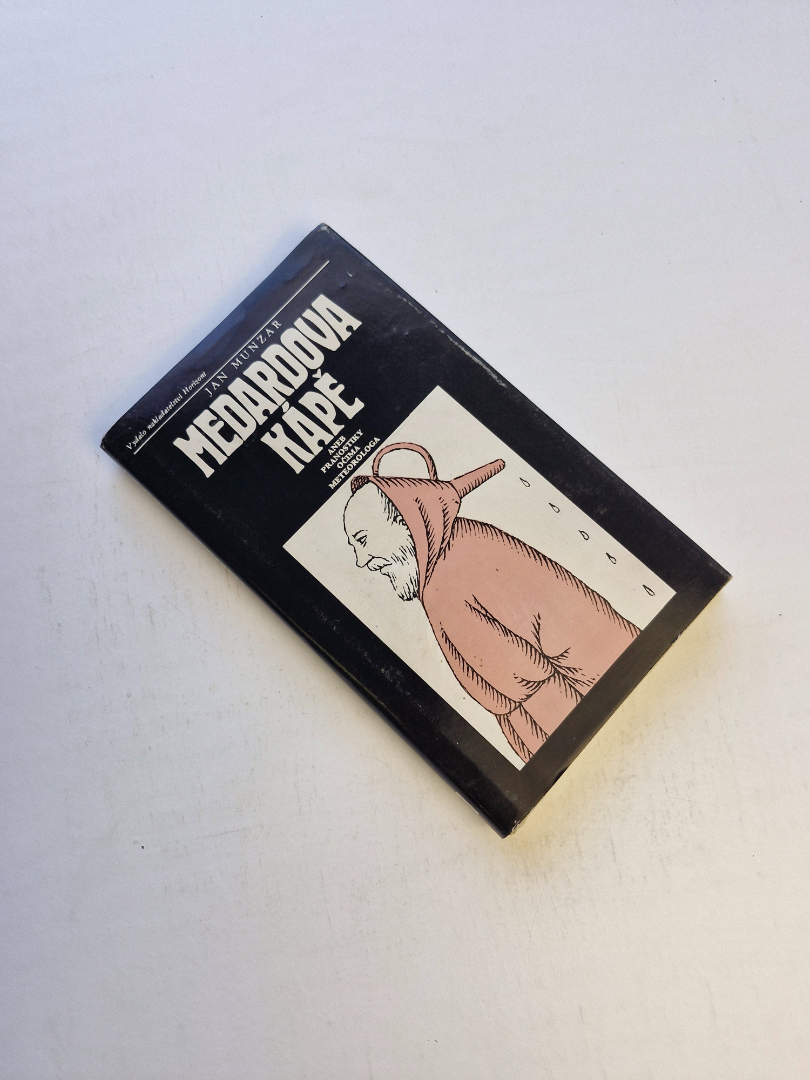 Vydalo nakladatelství Horizont
JAN MUNZAR
MEDARDOVA
KÁPĚ
ANEB
PRANOSTIKY
OČIMA
METEOROLOGA